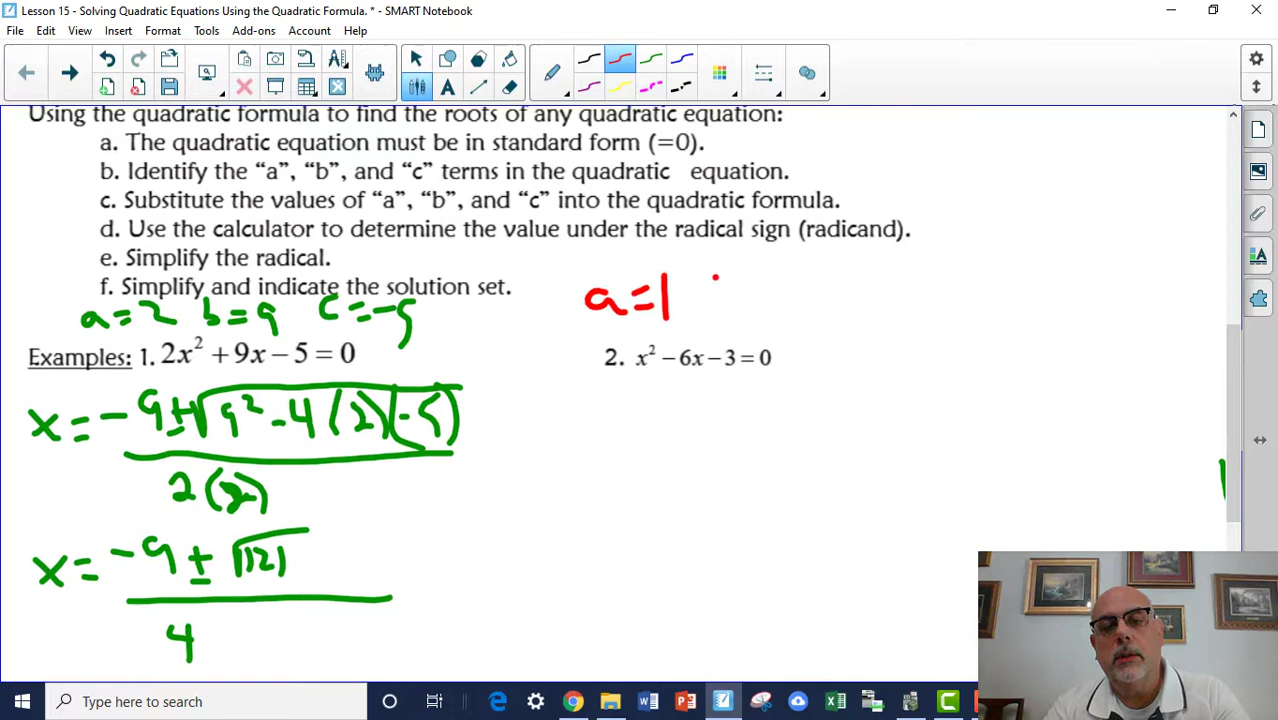 Lesson 15 - Solving Quadratic Equations Using the Quadratic Formula. * - SMART Notebook
File Edit View Insert Format Tools Add-ons Account Help
Using the quadratic formula to find the roots of any quadratic equation:
a. The quadratic equation must be in standard form (=0).
b. Identify the “a”, “b”, and “c” terms in the quadratic equation.
c. Substitute the values of “a”, “b”, and “c” into the quadratic formula.
d. Use the calculator to determine the value under the radical sign (radicand).
e. Simplify the radical.
f. Simplify and indicate the solution set.
a=2 b=9 c=-5
a=1
Examples: 1. 2x² + 9x - 5 = 0
2. x² - 6x - 3 = 0
x = -9 ± √9² - 4(2)(-5)
2(2)
x = -9 ± √121
4
Type here to search